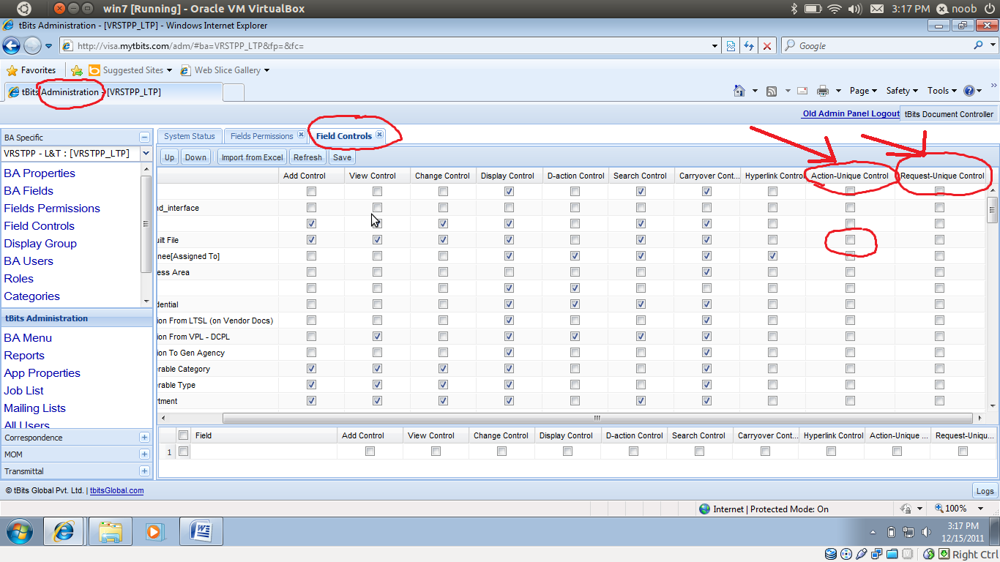 win7 [Running] - Oracle VM VirtualBox
3:17 PM noob
tBits Administration - [VRSTPP_LTP] - Windows Internet Explorer
http://visa.mytbits.com/adm/#ba=VRSTPP_LTP&fp=&fc=
Google
Favorites Suggested Sites Web Slice Gallery
tBits Administration - [VRSTPP_LTP]
Page Safety Tools
Old Admin Panel Logout tBits Document Controller
BA Specific
System Status Fields Permissions Field Controls
VRSTPP - L&T : [VRSTPP_LTP]
Up Down Import from Excel Refresh Save
BA Properties
BA Fields
Fields Permissions
Field Controls
Display Group
BA Users
Roles
Categories
tBits Administration
BA Menu
Reports
App Properties
Job List
Mailing Lists
All Users
Correspondence
MOM
Transmittal
Add Control View Control Change Control Display Control D-action Control Search Control Carryover Cont... Hyperlink Control Action-Unique Control Request-Unique Control
nd_interface
uilt File
nee[Assigned To]
ess Area
dential
ion From LTSL (on Vendor Docs)
ion From VPL - DCPL
ion To Gen Agency
erable Category
erable Type
rtment
Field Add Control View Control Change Control Display Control D-action Control Search Control Carryover Cont... Hyperlink Control Action-Unique ... Request-Uniqu...
1
© tBits Global Pvt. Ltd. | tbitsGlobal.com
Logs
Internet | Protected Mode: On
100%
3:17 PM
12/15/2011
Right Ctrl